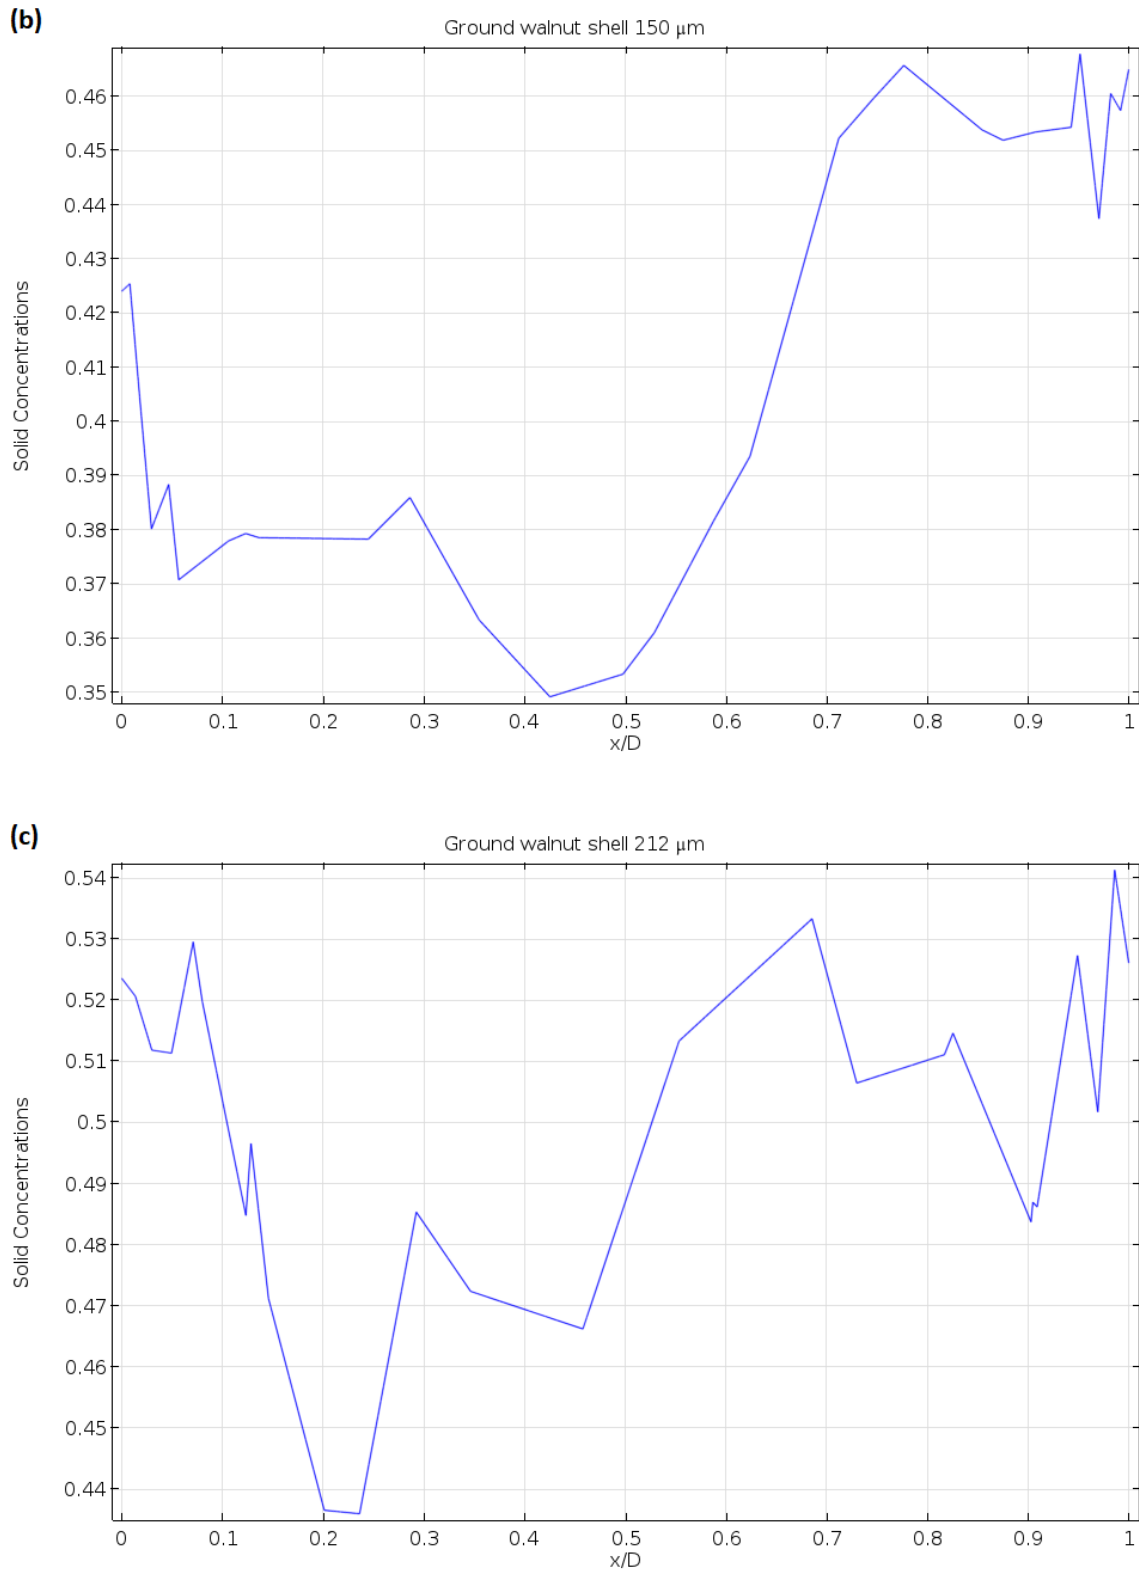 (b)
Ground walnut shell 150 μm
0.46
0.45
0.44
0.43
0.42
0.41
0.4
0.39
0.38
0.37
0.36
0.35
Solid Concentrations
0 0.1 0.2 0.3 0.4 0.5 0.6 0.7 0.8 0.9 1
x/D
(c)
Ground walnut shell 212 μm
0.54
0.53
0.52
0.51
0.5
0.49
0.48
0.47
0.46
0.45
0.44
Solid Concentrations
0 0.1 0.2 0.3 0.4 0.5 0.6 0.7 0.8 0.9 1
x/D